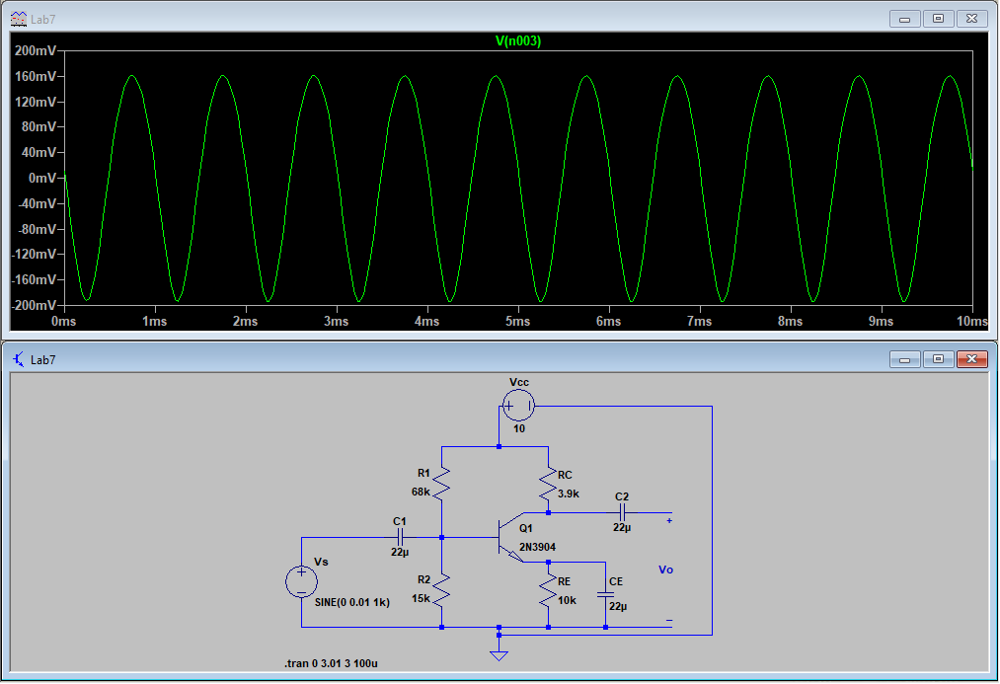 Lab7
V(n003)
200mV
160mV
120mV
80mV
40mV
0mV
-40mV
-80mV
-120mV
-160mV
-200mV
0ms 1ms 2ms 3ms 4ms 5ms 6ms 7ms 8ms 9ms 10ms
Lab7
Vcc
10
R1
68k
RC
3.9k
C1
22µ
C2
22µ
Q1
2N3904
Vs
SINE(0 0.01 1k)
R2
15k
RE
10k
CE
22µ
+
Vo
–
.tran 0 3.01 3 100u